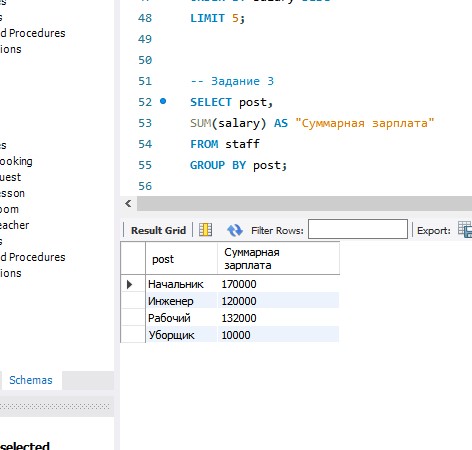 d Procedures
ions
es
ooking
uest
esson
oom
eacher
s
d Procedures
ions
Schemas
selected
48 LIMIT 5;
49
50
51 -- Задание 3
52 SELECT post,
53 SUM(salary) AS "Суммарная зарплата"
54 FROM staff
55 GROUP BY post;
56
Result Grid Filter Rows: Export:
post Суммарная зарплата
Начальник 170000
Инженер 120000
Рабочий 132000
Уборщик 10000